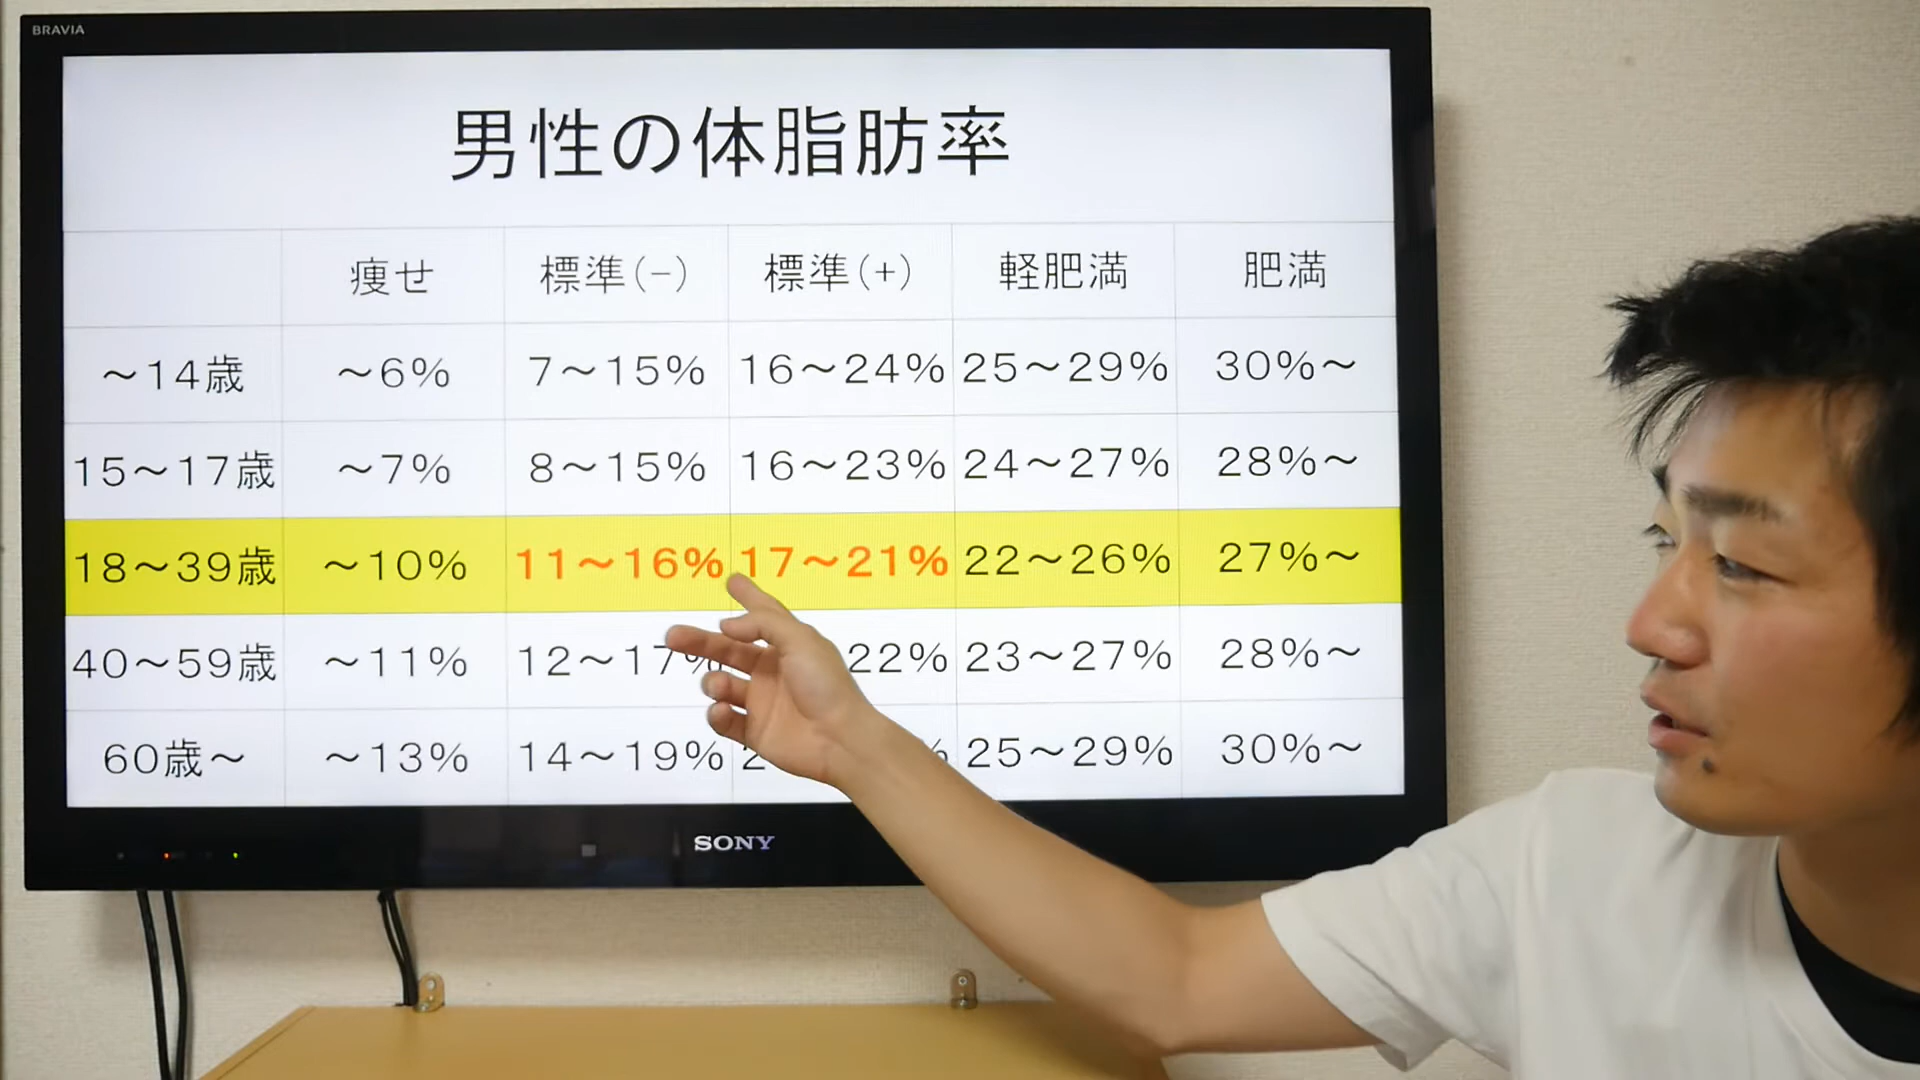 BRAVIA
男性の体脂肪率
痩せ 標準(−) 標準(+) 軽肥満 肥満
～14歳 ～6% 7～15% 16～24% 25～29% 30%～
15～17歳 ～7% 8～15% 16～23% 24～27% 28%～
18～39歳 ～10% 11～16% 17～21% 22～26% 27%～
40～59歳 ～11% 12～17% 22% 23～27% 28%～
60歳～ ～13% 14～19% 25～29% 30%～
SONY